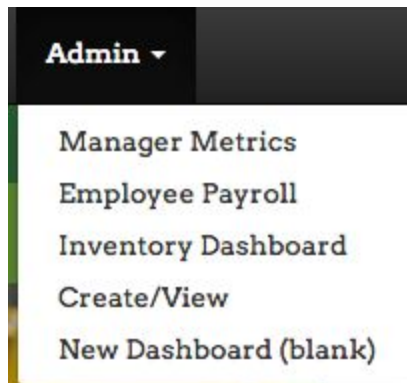 Admin
Manager Metrics
Employee Payroll
Inventory Dashboard
Create/View
New Dashboard (blank)